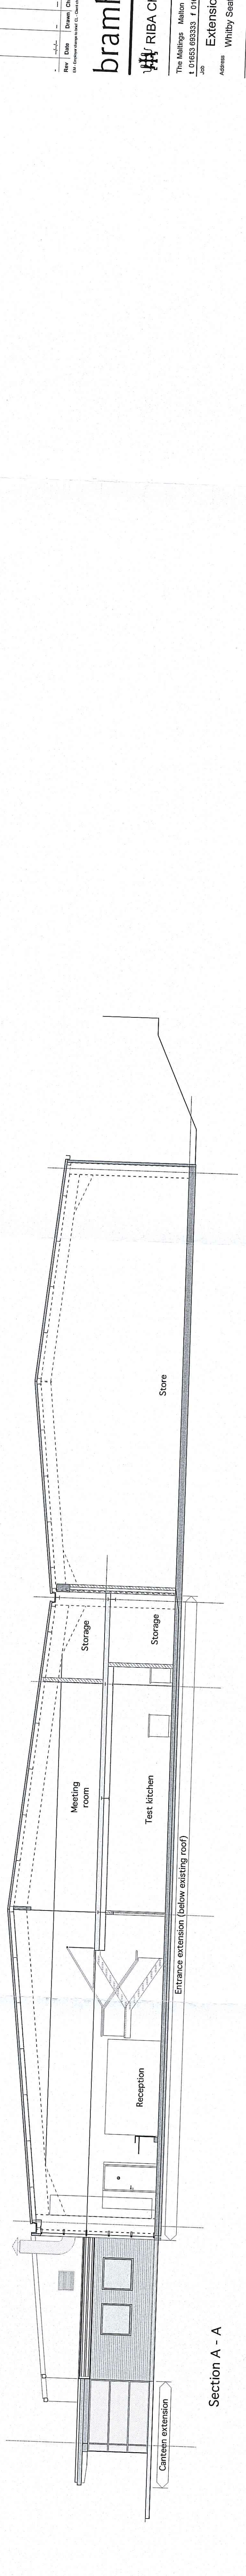 Rev Date Drawn
braml
RIBA
The Maltings Malton
t 01653 693333 f 01
Job
Extensio
Address
Whitby Sea
Storage
Meeting
room
Store
Storage
Test kitchen
Reception
Entrance extension (below existing roof)
Canteen extension
Section A - A